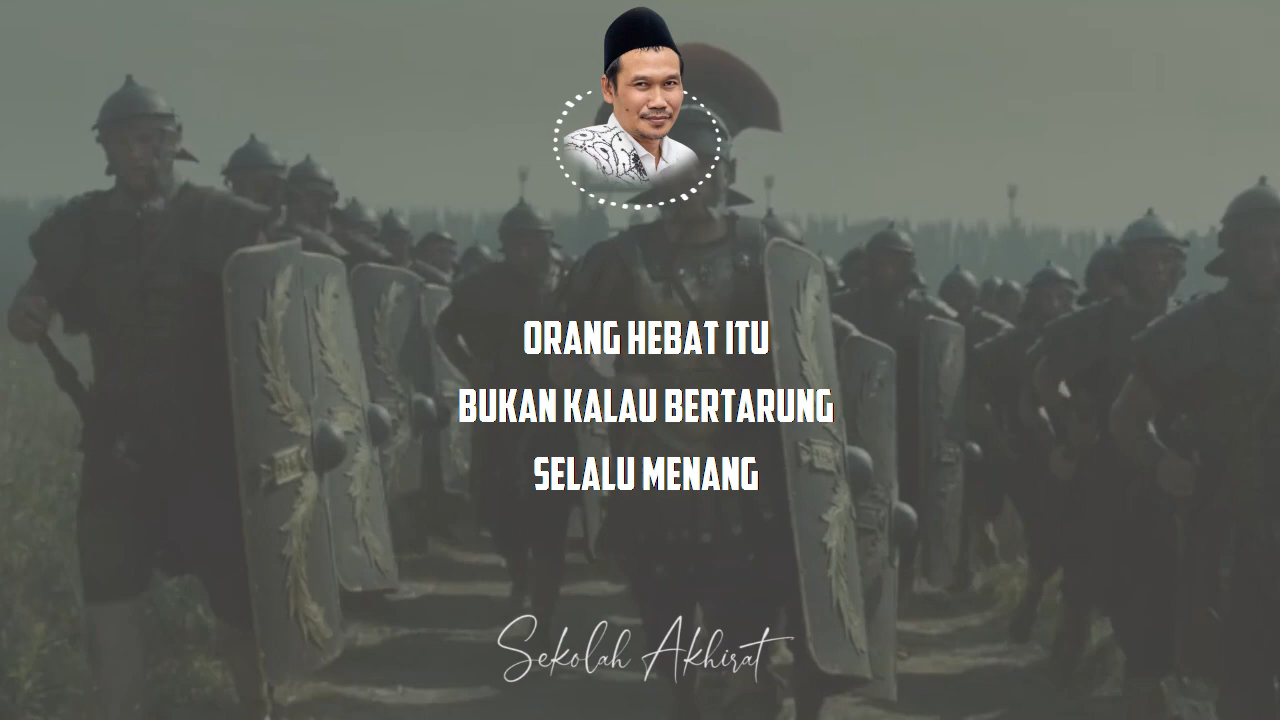 ORANG HEBAT ITU
BUKAN KALAU BERTARUNG
SELALU MENANG
Sekolah Akhirat